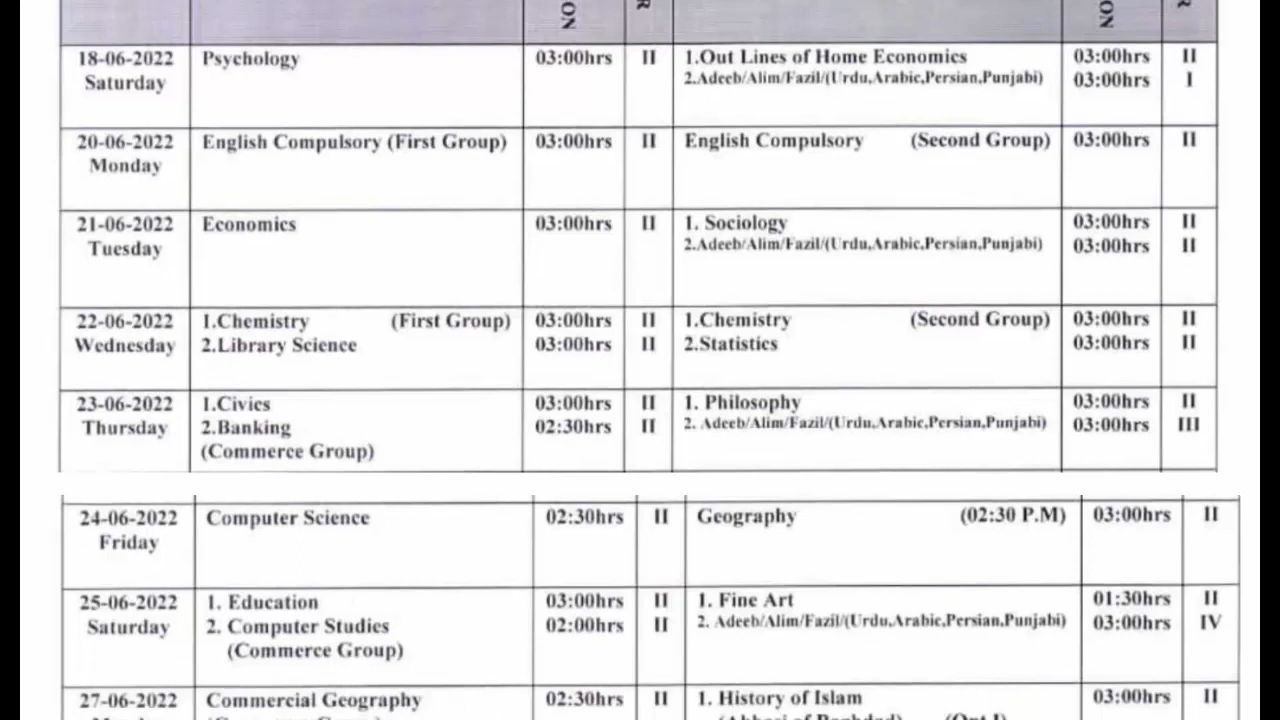 ON R ON R
18-06-2022 Psychology 03:00hrs II 1.Out Lines of Home Economics 03:00hrs II
Saturday 2.Adeeb/Alim/Fazil/(Urdu,Arabic,Persian,Punjabi) 03:00hrs I
20-06-2022 English Compulsory (First Group) 03:00hrs II English Compulsory (Second Group) 03:00hrs II
Monday
21-06-2022 Economics 03:00hrs II 1. Sociology 03:00hrs II
Tuesday 2.Adeeb/Alim/Fazil/(Urdu,Arabic,Persian,Punjabi) 03:00hrs II
22-06-2022 1.Chemistry (First Group) 03:00hrs II 1.Chemistry (Second Group) 03:00hrs II
Wednesday 2.Library Science 03:00hrs II 2.Statistics 03:00hrs II
23-06-2022 1.Civics 03:00hrs II 1. Philosophy 03:00hrs II
Thursday 2.Banking 02:30hrs II 2. Adeeb/Alim/Fazil/(Urdu,Arabic,Persian,Punjabi) 03:00hrs III
(Commerce Group)
24-06-2022 Computer Science 02:30hrs II Geography (02:30 P.M) 03:00hrs II
Friday
25-06-2022 1. Education 03:00hrs II 1. Fine Art 01:30hrs II
Saturday 2. Computer Studies 02:00hrs II 2. Adeeb/Alim/Fazil/(Urdu,Arabic,Persian,Punjabi) 03:00hrs IV
(Commerce Group)
27-06-2022 Commercial Geography 02:30hrs II 1. History of Islam 03:00hrs II